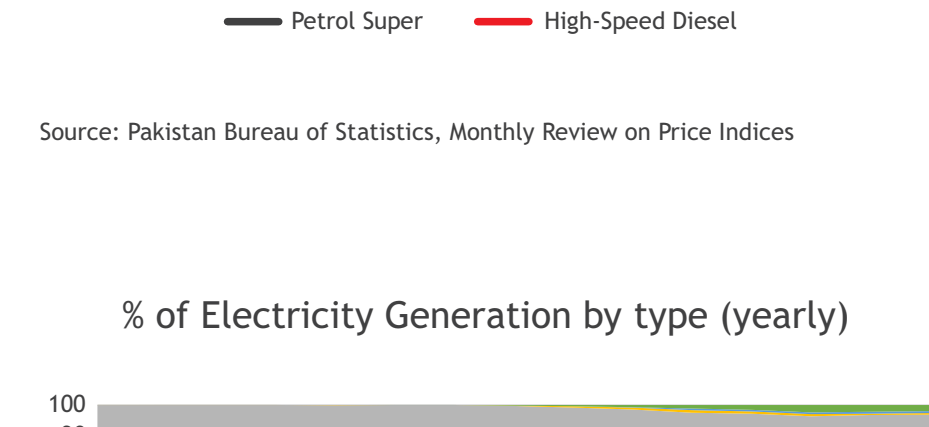 Petrol Super High-Speed Diesel
Source: Pakistan Bureau of Statistics, Monthly Review on Price Indices
% of Electricity Generation by type (yearly)
100